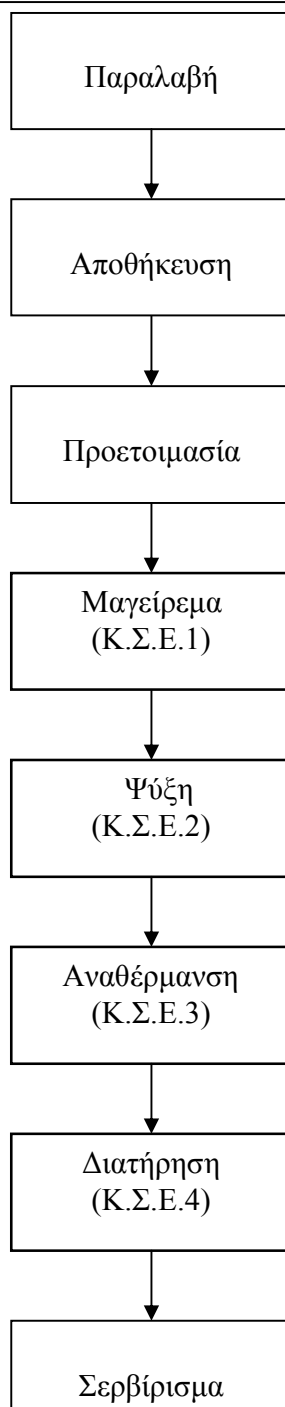 Παραλαβή
Αποθήκευση
Προετοιμασία
Μαγείρεμα
(Κ.Σ.Ε.1)
Ψύξη
(Κ.Σ.Ε.2)
Αναθέρμανση
(Κ.Σ.Ε.3)
Διατήρηση
(Κ.Σ.Ε.4)
Σερβίρισμα